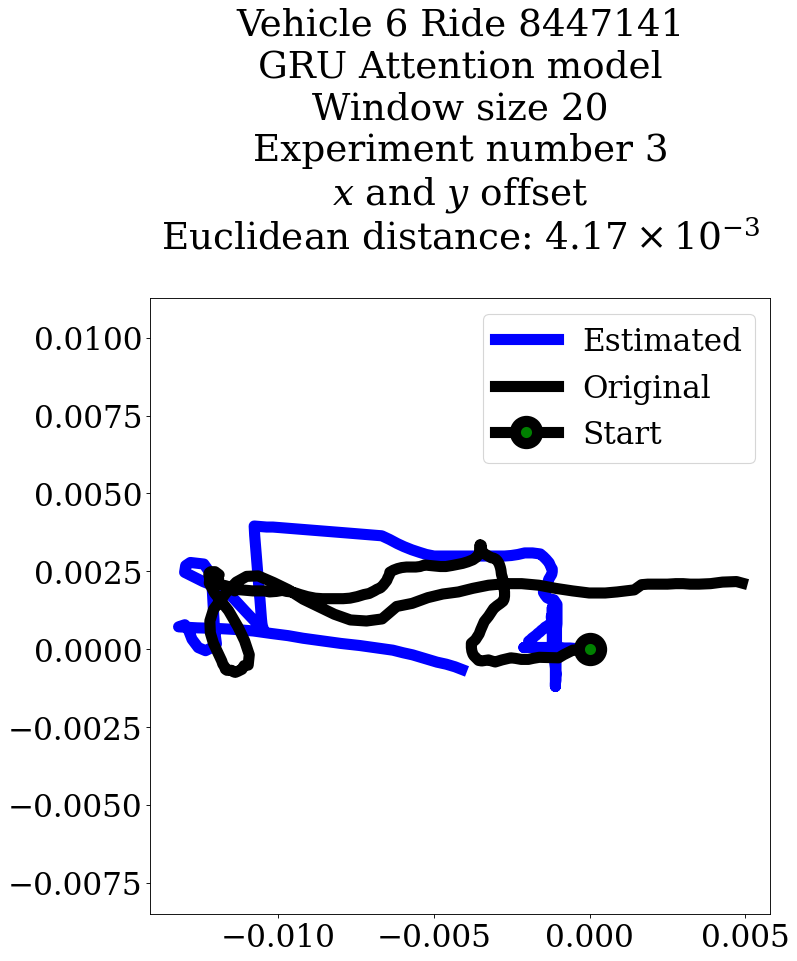 Vehicle 6 Ride 8447141
GRU Attention model
Window size 20
Experiment number 3
x and y offset
Euclidean distance: 4.17 × 10⁻³
Estimated
Original
Start
0.0100
0.0075
0.0050
0.0025
0.0000
−0.0025
−0.0050
−0.0075
−0.010 −0.005 0.000 0.005